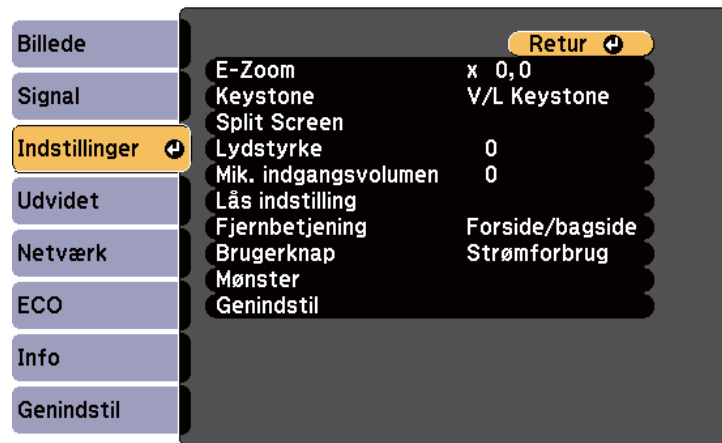 Billede
Signal
Indstillinger
Udvidet
Netværk
ECO
Info
Genindstil
Retur
E-Zoom x 0,0
Keystone V/L Keystone
Split Screen
Lydstyrke 0
Mik. indgangsvolumen 0
Lås indstilling
Fjernbetjening Forside/bagside
Brugerknap Strømforbrug
Mønster
Genindstil